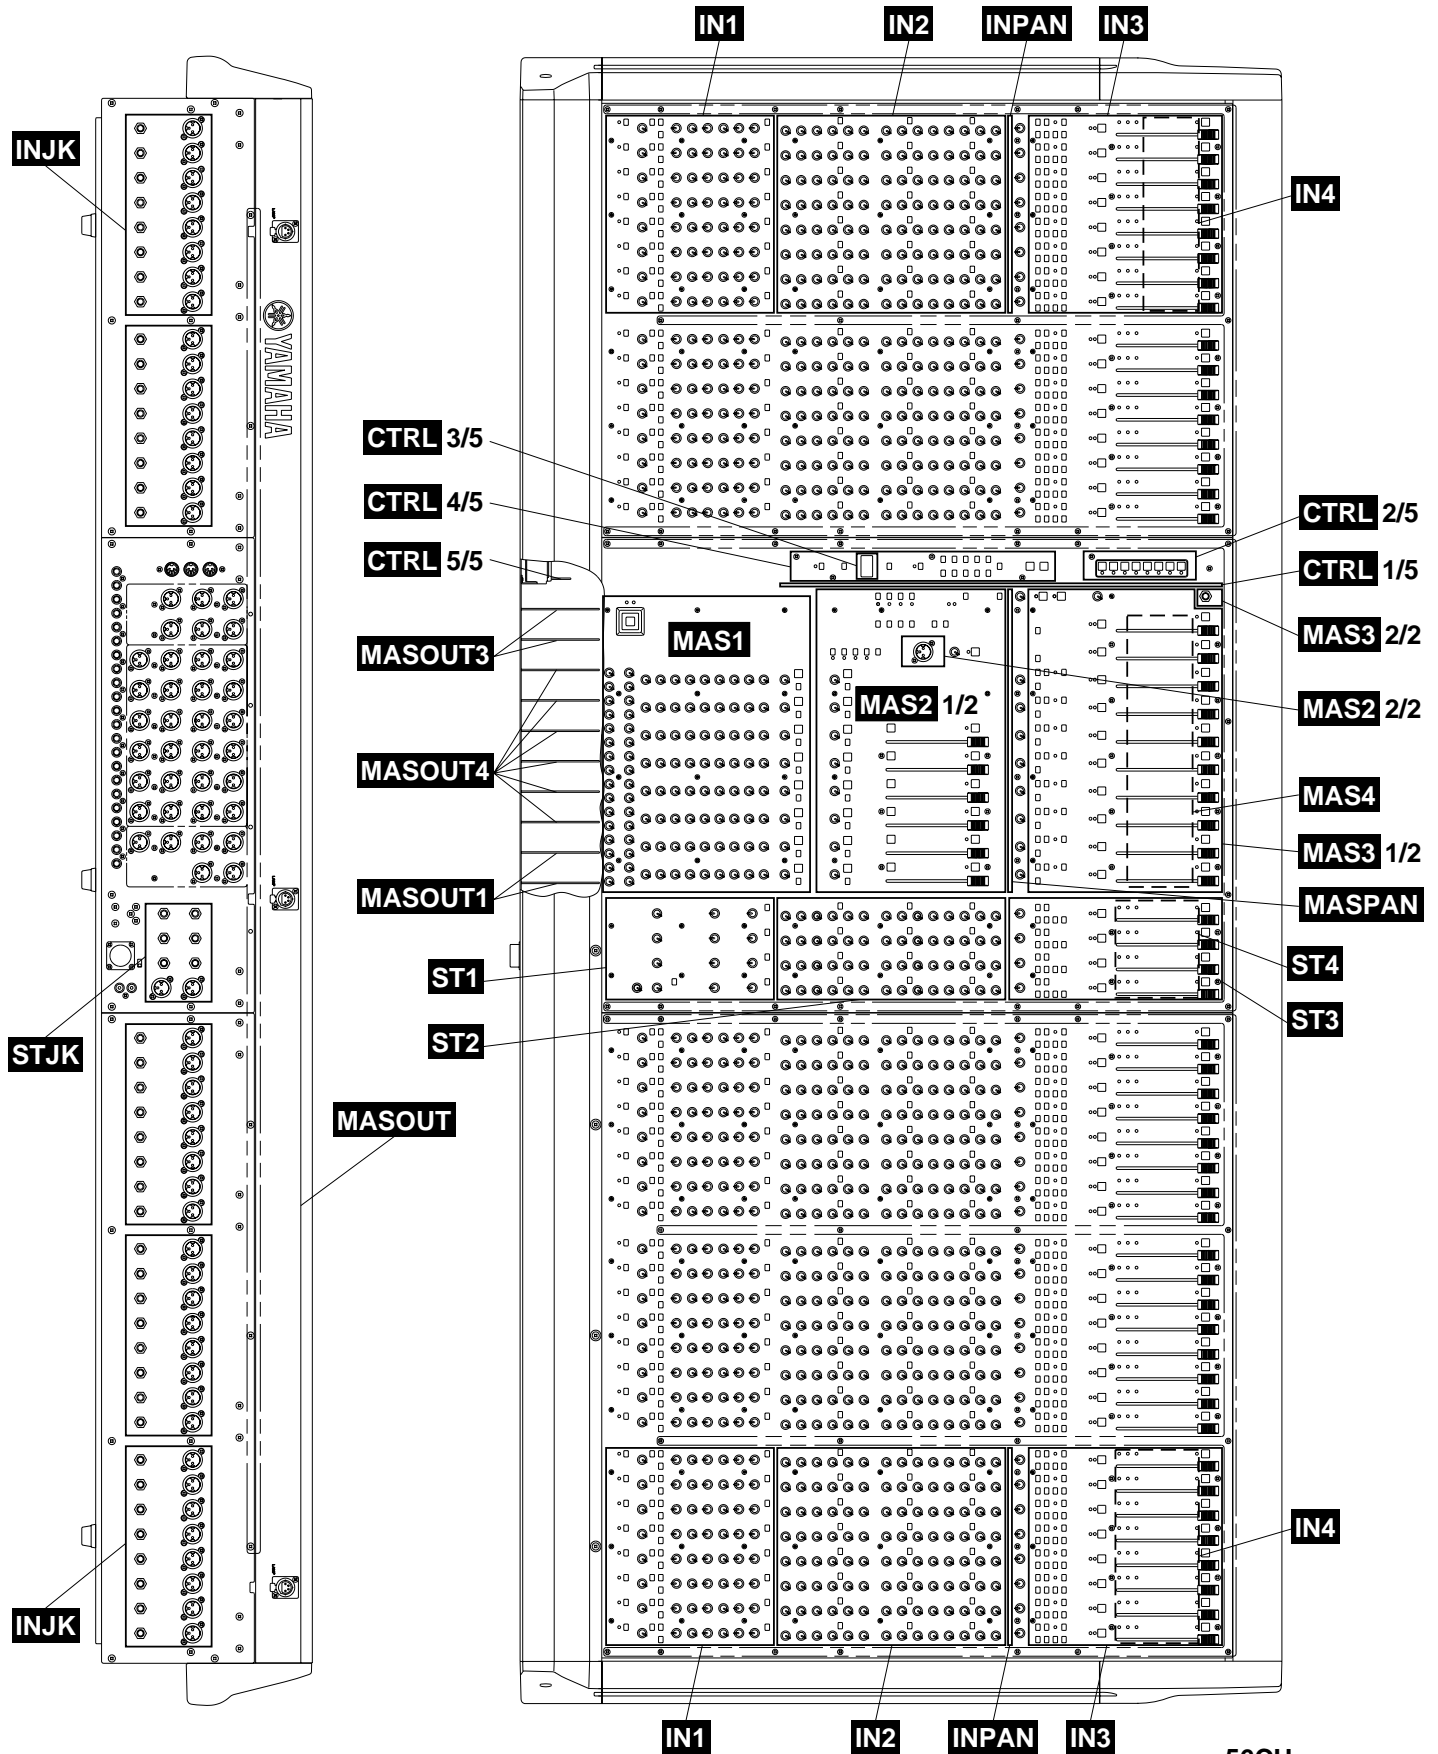 IN1 IN2 INPAN IN3
INJK
IN4
YAMAHA
CTRL 3/5
CTRL 4/5
CTRL 2/5
CTRL 5/5
CTRL 1/5
MAS1
MAS3 2/2
MASOUT3
MAS2 1/2
MAS2 2/2
MASOUT4
MAS4
MAS3 1/2
MASOUT1
MASPAN
ST1
ST4
ST3
ST2
STJK
MASOUT
IN4
INJK
IN1 IN2 INPAN IN3